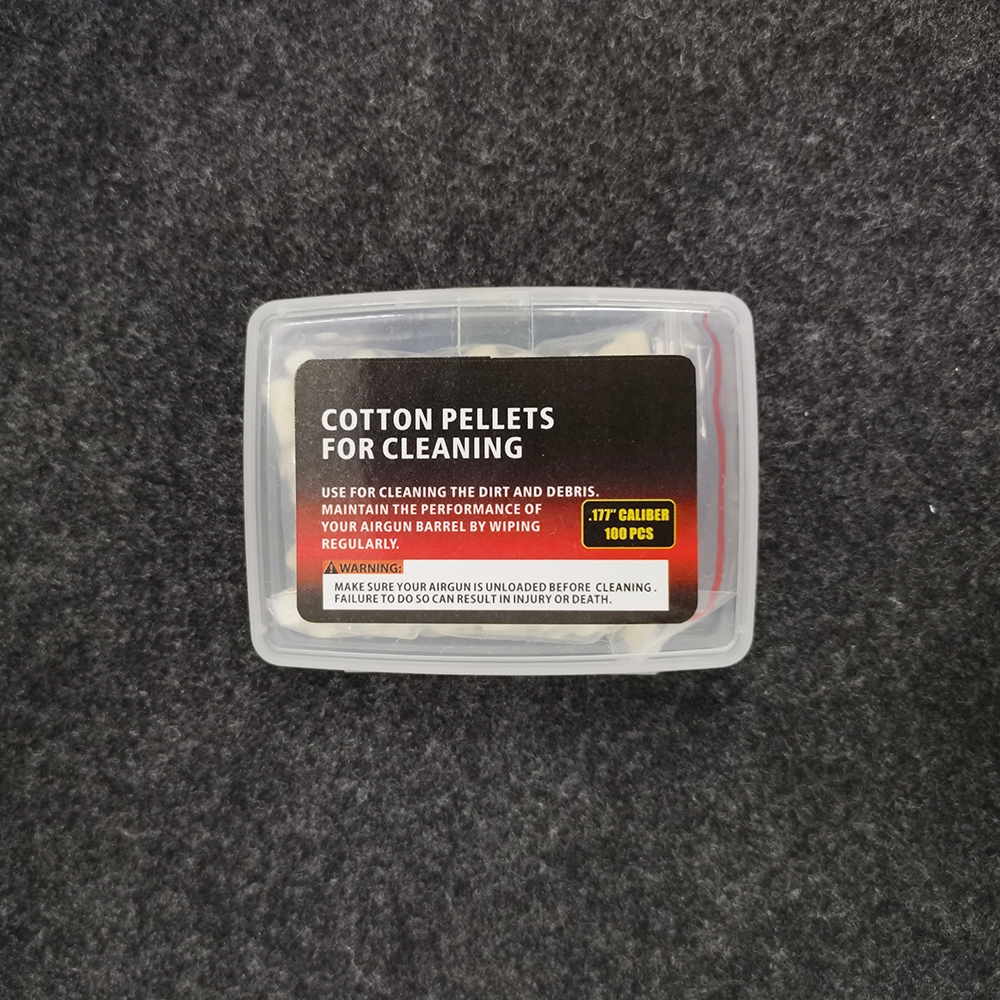 COTTON PELLETS
FOR CLEANING
USE FOR CLEANING THE DIRT AND DEBRIS.
MAINTAIN THE PERFORMANCE OF
YOUR AIRGUN BARREL BY WIPING
REGULARLY.
.177" CALIBER
100 PCS
WARNING:
MAKE SURE YOUR AIRGUN IS UNLOADED BEFORE CLEANING.
FAILURE TO DO SO CAN RESULT IN INJURY OR DEATH.